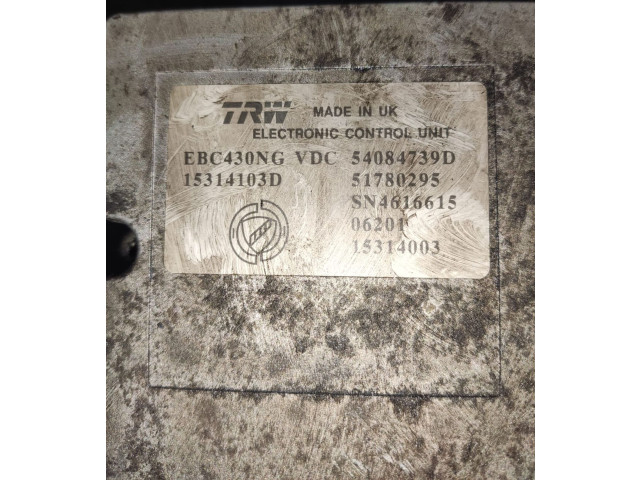 TRW MADE IN UK
ELECTRONIC CONTROL UNIT
EBC430NG VDC 54084739D
15314103D 51780295
SN4616615
06201
15314003